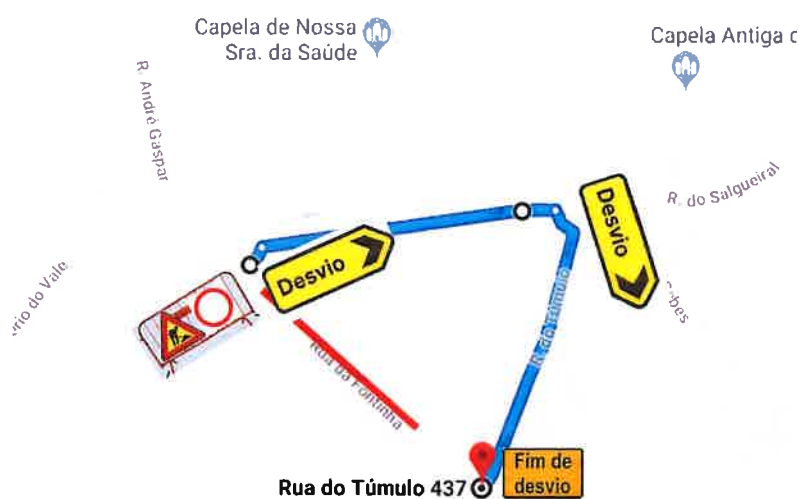 Capela de Nossa
Sra. da Saúde
Capela Antiga d
R. André Gaspar
R. do Salgueiral
Desvio
Desvio
ório do Vale
Rua da Fontinha
R. do Túmulo
Fim de
desvio
Rua do Túmulo 437